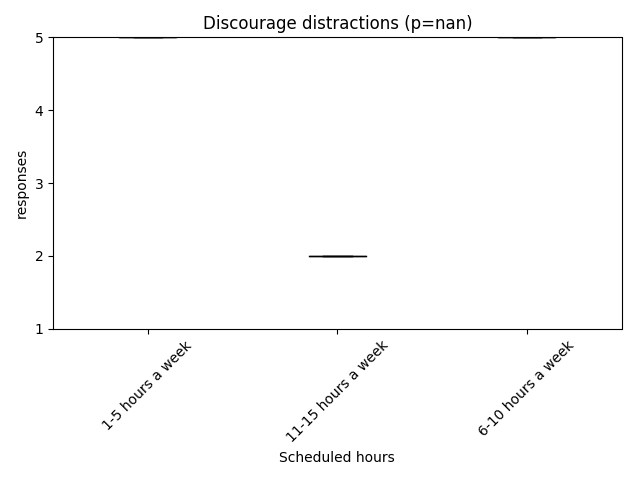 Discourage distractions (p=nan)
5
4
3
2
1
responses
1-5 hours a week
11-15 hours a week
6-10 hours a week
Scheduled hours